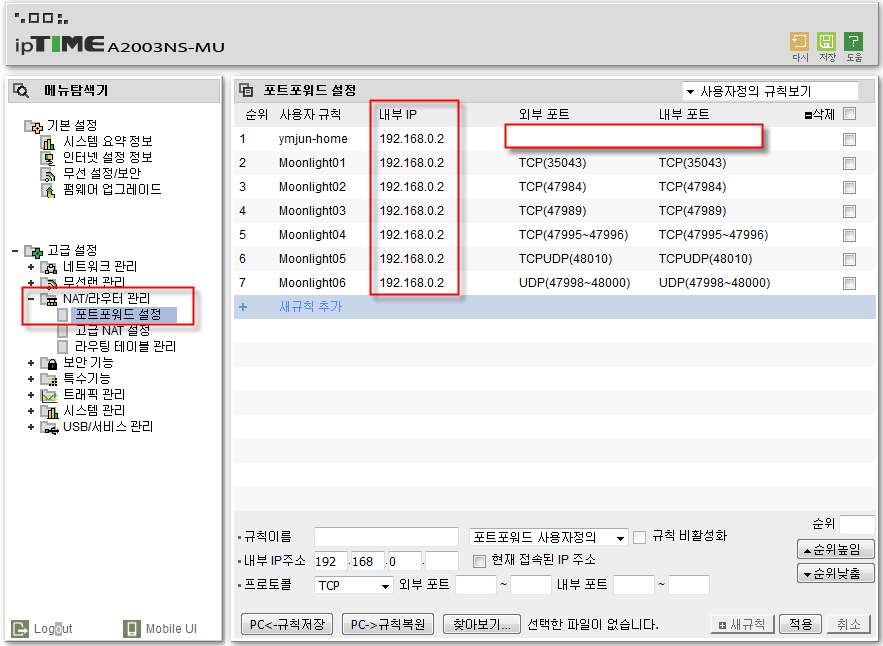 ipTIME A2003NS-MU
다시 저장 도움
메뉴탐색기
기본 설정
시스템 요약 정보
인터넷 설정 정보
무선 설정/보안
펌웨어 업그레이드
고급 설정
네트워크 관리
무선랜 관리
NAT/라우터 관리
포트포워드 설정
고급 NAT 설정
라우팅 테이블 관리
보안 기능
특수기능
트래픽 관리
시스템 관리
USB/서비스 관리
Logout Mobile UI
포트포워드 설정 사용자정의 규칙보기
순위 사용자 규칙 내부 IP 외부 포트 내부 포트 삭제
1 ymjun-home 192.168.0.2
2 Moonlight01 192.168.0.2 TCP(35043) TCP(35043)
3 Moonlight02 192.168.0.2 TCP(47984) TCP(47984)
4 Moonlight03 192.168.0.2 TCP(47989) TCP(47989)
5 Moonlight04 192.168.0.2 TCP(47995~47996) TCP(47995~47996)
6 Moonlight05 192.168.0.2 TCPUDP(48010) TCPUDP(48010)
7 Moonlight06 192.168.0.2 UDP(47998~48000) UDP(47998~48000)
+ 새규칙 추가
순위
규칙이름 포트포워드 사용자정의 규칙 비활성화
순위높임
내부 IP주소 192 . 168 . 0 . 현재 접속된 IP 주소
순위낮춤
프로토콜 TCP 외부 포트 ~ 내부 포트 ~
PC<-규칙저장 PC->규칙복원 찾아보기... 선택한 파일이 없습니다. 새규칙 적용 취소